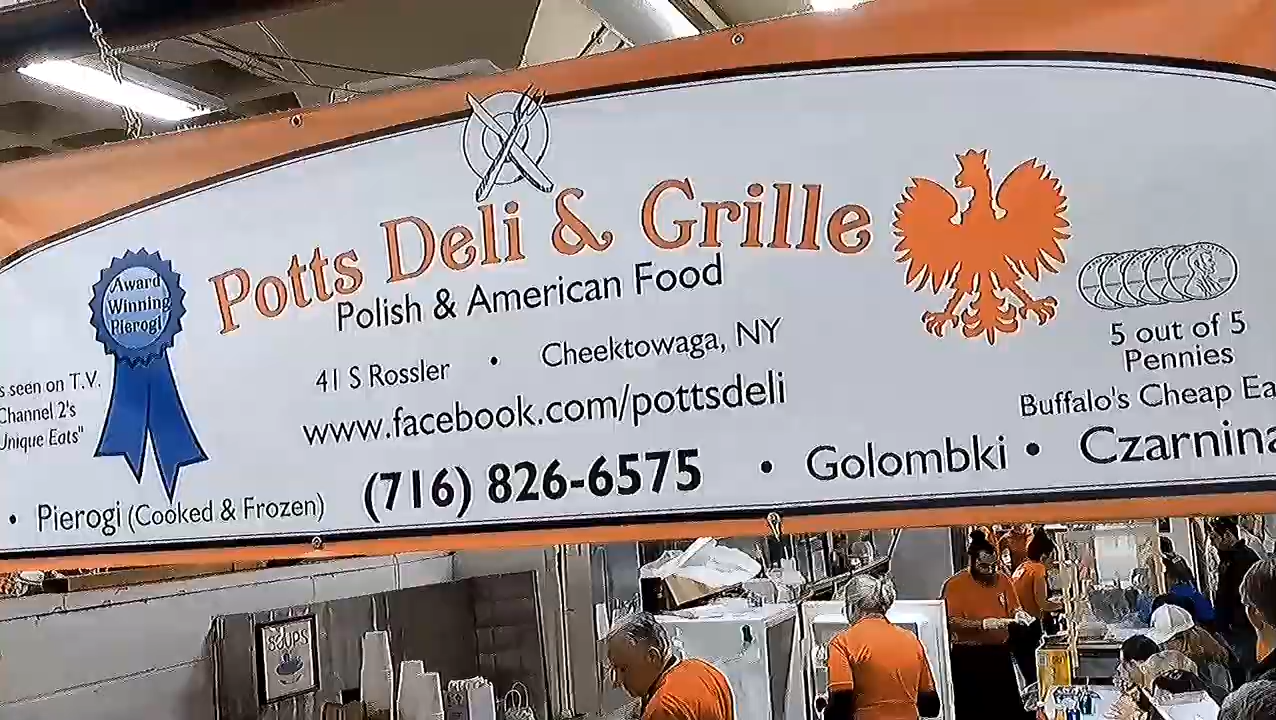 Award
Winning
Pierogi
s seen on T.V.
Channel 2's
Unique Eats"
Potts Deli & Grille
Polish & American Food
41 S Rossler • Cheektowaga, NY
www.facebook.com/pottsdeli
(716) 826-6575
5 out of 5
Pennies
Buffalo's Cheap Ea
• Pierogi (Cooked & Frozen)
• Golombki • Czarnina
SOUPS